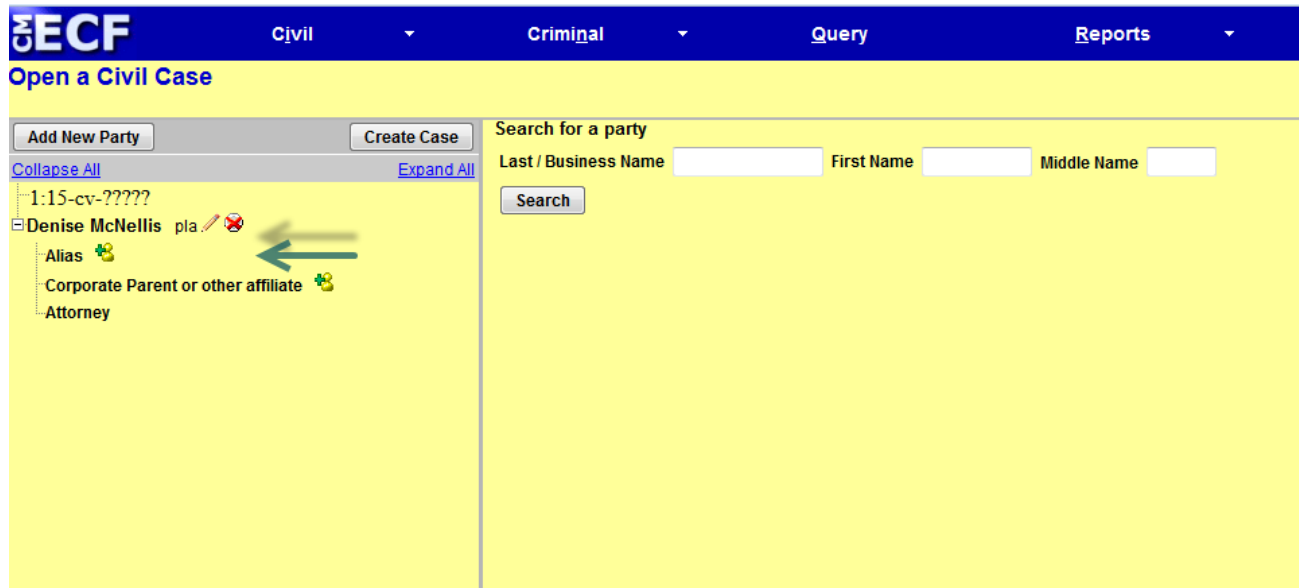 CM ECF Civil Criminal Query Reports
Open a Civil Case
Add New Party Create Case
Collapse All Expand All
1:15-cv-?????
Denise McNellis pla
Alias
Corporate Parent or other affiliate
Attorney
Search for a party
Last / Business Name First Name Middle Name
Search